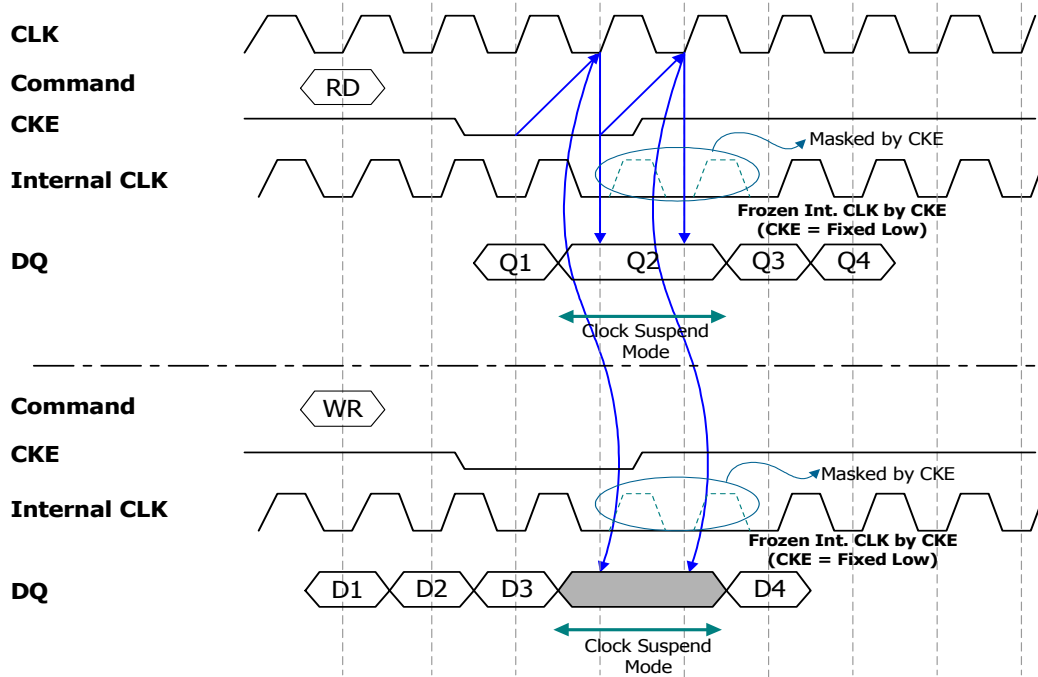 CLK
Command
RD
CKE
Masked by CKE
Internal CLK
Frozen Int. CLK by CKE
(CKE = Fixed Low)
DQ
Q1
Q2
Q3
Q4
Clock Suspend
Mode
Command
WR
CKE
Masked by CKE
Internal CLK
Frozen Int. CLK by CKE
(CKE = Fixed Low)
DQ
D1
D2
D3
D4
Clock Suspend
Mode